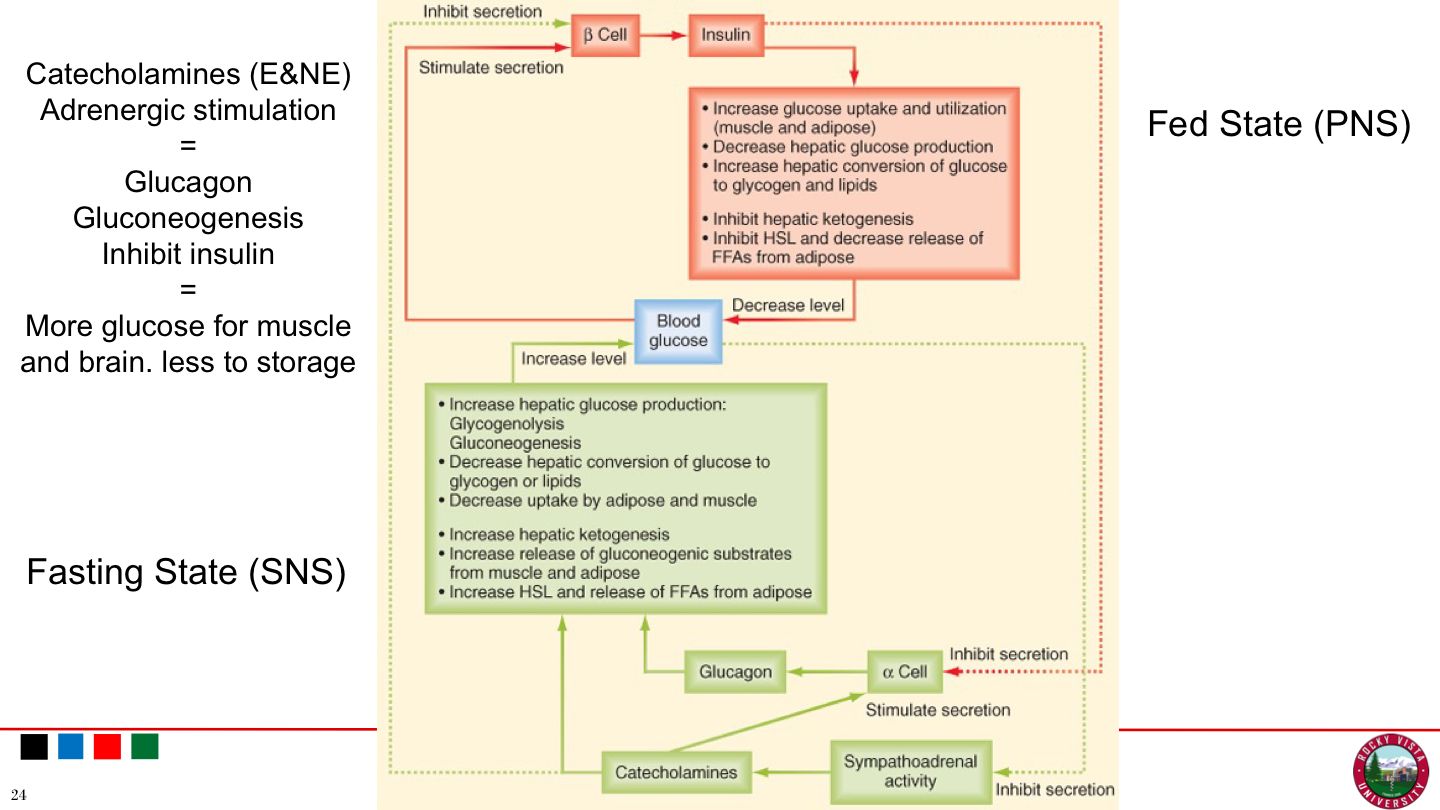 Catecholamines (E&NE)
Adrenergic stimulation
=
Glucagon
Gluconeogenesis
Inhibit insulin
=
More glucose for muscle
and brain. less to storage
Fasting State (SNS)
Inhibit secretion
β Cell
Insulin
Stimulate secretion
• Increase glucose uptake and utilization
(muscle and adipose)
• Decrease hepatic glucose production
• Increase hepatic conversion of glucose
to glycogen and lipids
• Inhibit hepatic ketogenesis
• Inhibit HSL and decrease release of
FFAs from adipose
Decrease level
Blood
glucose
Increase level
• Increase hepatic glucose production:
Glycogenolysis
Gluconeogenesis
• Decrease hepatic conversion of glucose to
glycogen or lipids
• Decrease uptake by adipose and muscle
• Increase hepatic ketogenesis
• Increase release of gluconeogenic substrates
from muscle and adipose
• Increase HSL and release of FFAs from adipose
Glucagon
α Cell
Inhibit secretion
Stimulate secretion
Catecholamines
Sympathoadrenal
activity
Inhibit secretion
Fed State (PNS)
24
ROCKY VISTA
UNIVERSITY